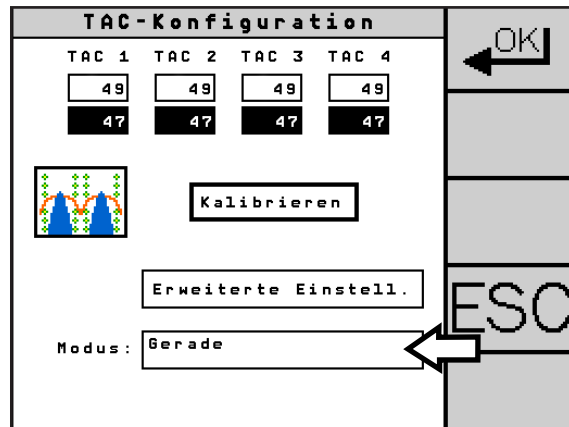 TAC-Konfiguration
OK
TAC 1 TAC 2 TAC 3 TAC 4
49 49 49 49
47 47 47 47
Kalibrieren
Erweiterte Einstell.
ESC
Modus: Gerade